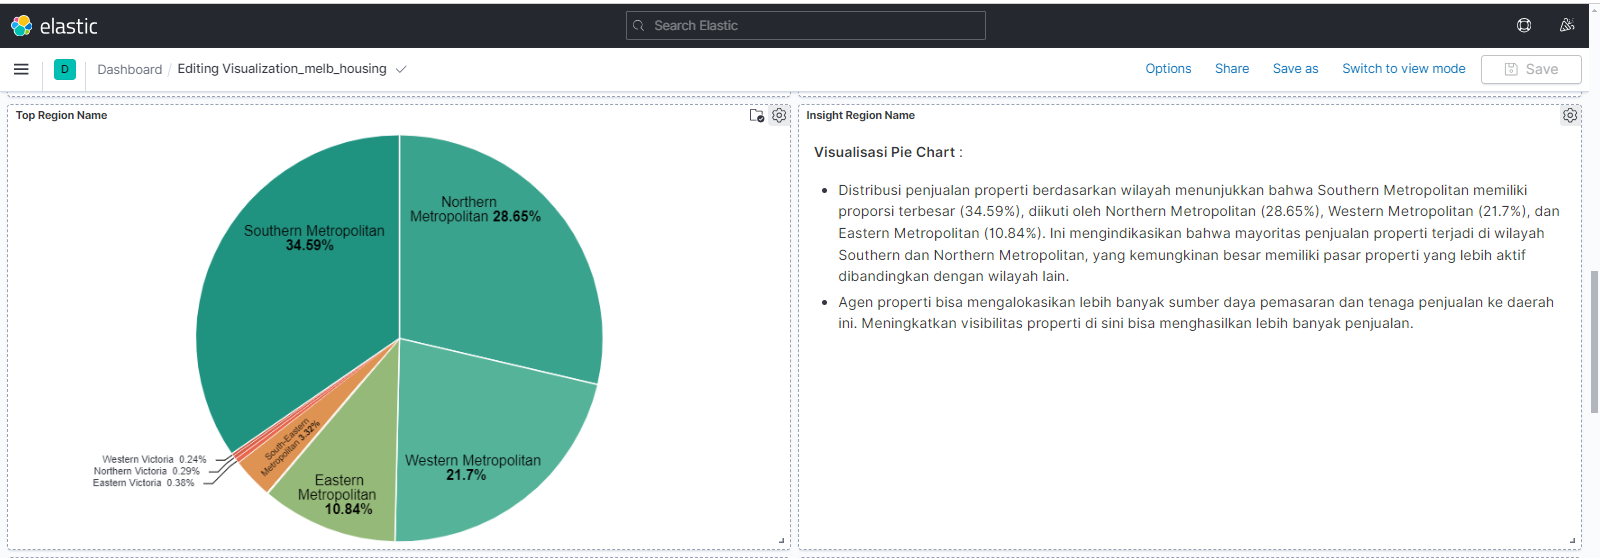 elastic
Search Elastic
D
Dashboard / Editing Visualization_melb_housing
Options
Share
Save as
Switch to view mode
Save
Top Region Name
Northern
Metropolitan 28.65%
Southern Metropolitan
34.59%
Western Metropolitan
21.7%
Eastern
Metropolitan
10.84%
South-Eastern
Metropolitan 3.32%
Western Victoria 0.24%
Northern Victoria 0.29%
Eastern Victoria 0.38%
Insight Region Name
Visualisasi Pie Chart :
• Distribusi penjualan properti berdasarkan wilayah menunjukkan bahwa Southern Metropolitan memiliki
proporsi terbesar (34.59%), diikuti oleh Northern Metropolitan (28.65%), Western Metropolitan (21.7%), dan
Eastern Metropolitan (10.84%). Ini mengindikasikan bahwa mayoritas penjualan properti terjadi di wilayah
Southern dan Northern Metropolitan, yang kemungkinan besar memiliki pasar properti yang lebih aktif
dibandingkan dengan wilayah lain.
• Agen properti bisa mengalokasikan lebih banyak sumber daya pemasaran dan tenaga penjualan ke daerah
ini. Meningkatkan visibilitas properti di sini bisa menghasilkan lebih banyak penjualan.